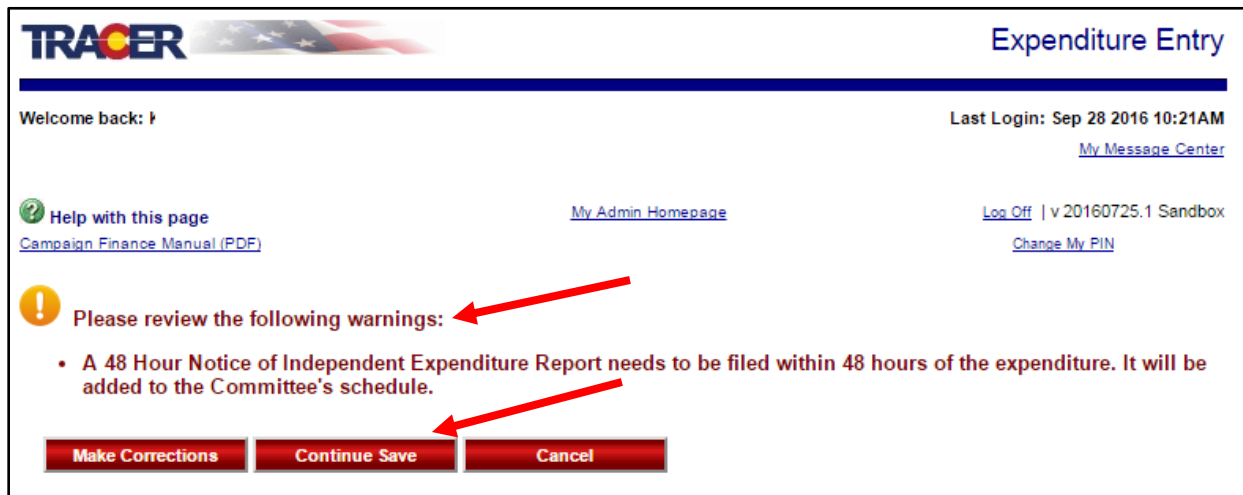 TRACER
Expenditure Entry
Welcome back:
Last Login: Sep 28 2016 10:21AM
My Message Center
Help with this page
My Admin Homepage
Log Off | v 20160725.1 Sandbox
Campaign Finance Manual (PDF)
Change My PIN
Please review the following warnings:
• A 48 Hour Notice of Independent Expenditure Report needs to be filed within 48 hours of the expenditure. It will be
added to the Committee's schedule.
Make Corrections
Continue Save
Cancel